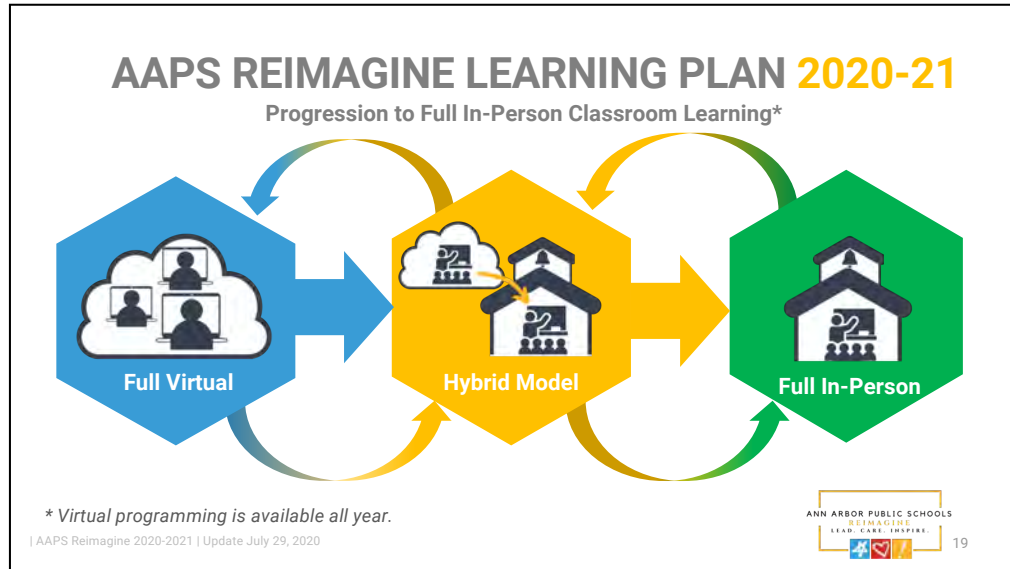 AAPS REIMAGINE LEARNING PLAN 2020-21
Progression to Full In-Person Classroom Learning*
Full Virtual
Hybrid Model
Full In-Person
* Virtual programming is available all year.
| AAPS Reimagine 2020-2021 | Update July 29, 2020
ANN ARBOR PUBLIC SCHOOLS
REIMAGINE
LEAD. CARE. INSPIRE.
19